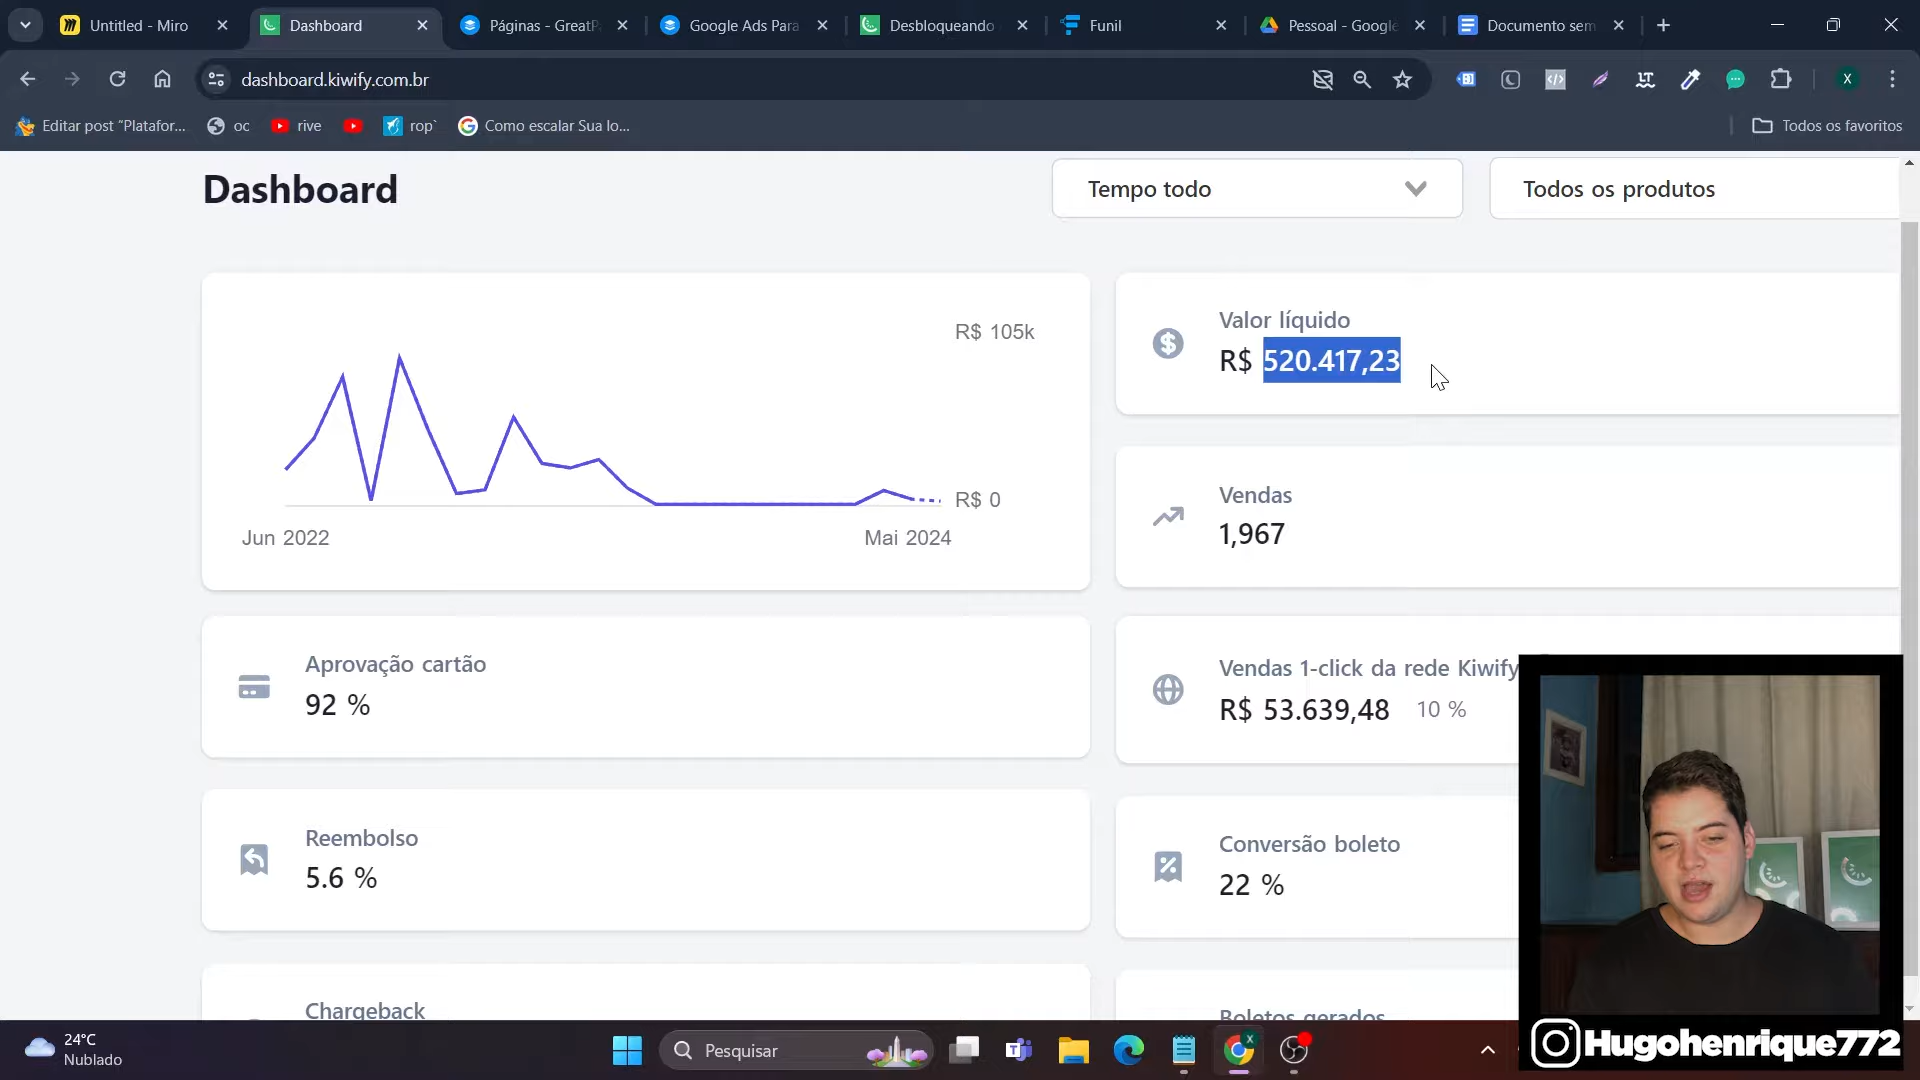 Untitled - Miro
Dashboard
Páginas - GreatP
Google Ads Para
Desbloqueando
Funil
Pessoal - Google
Documento sem
dashboard.kiwify.com.br
X
Editar post “Platafor...
oc
rive
rop`
Como escalar Sua lo...
Todos os favoritos
Dashboard
Tempo todo
Todos os produtos
R$ 105k
R$ 0
Jun 2022
Mai 2024
Valor líquido
R$ 520.417,23
Vendas
1,967
Aprovação cartão
92 %
Vendas 1-click da rede Kiwify
R$ 53.639,48 10 %
Reembolso
5.6 %
Conversão boleto
22 %
Chargeback
Boletos gerados
24°C
Nublado
Pesquisar
Hugohenrique772